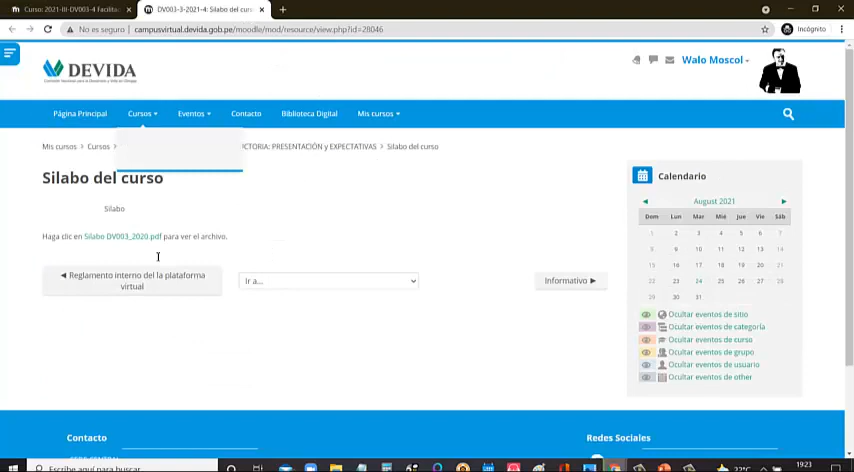 Curso: 2021-III-DV003-4 Facilitac
DV003-3-2021-4: Silabo del curso
No es seguro | campusvirtual.devida.gob.pe/moodle/mod/resource/view.php?id=28046
Incógnito
DEVIDA
Walo Moscol
Página Principal
Cursos
Eventos
Contacto
Biblioteca Digital
Mis cursos
Mis cursos > Cursos > UCTORIA: PRESENTACIÓN y EXPECTATIVAS > Silabo del curso
Silabo del curso
Silabo
Haga clic en Silabo DV003_2020.pdf para ver el archivo.
◄ Reglamento interno del la plataforma virtual
Ir a...
Informativo ►
Calendario
◄ August 2021 ►
Dom Lun Mar Mié Jue Vie Sáb
1 2 3 4 5 6 7
8 9 10 11 12 13 14
15 16 17 18 19 20 21
22 23 24 25 26 27 28
29 30 31
Ocultar eventos de sitio
Ocultar eventos de categoría
Ocultar eventos de curso
Ocultar eventos de grupo
Ocultar eventos de usuario
Ocultar eventos de other
Contacto
Redes Sociales
SEDE CENTRAL
Escribe aquí para buscar
22°C
19:23